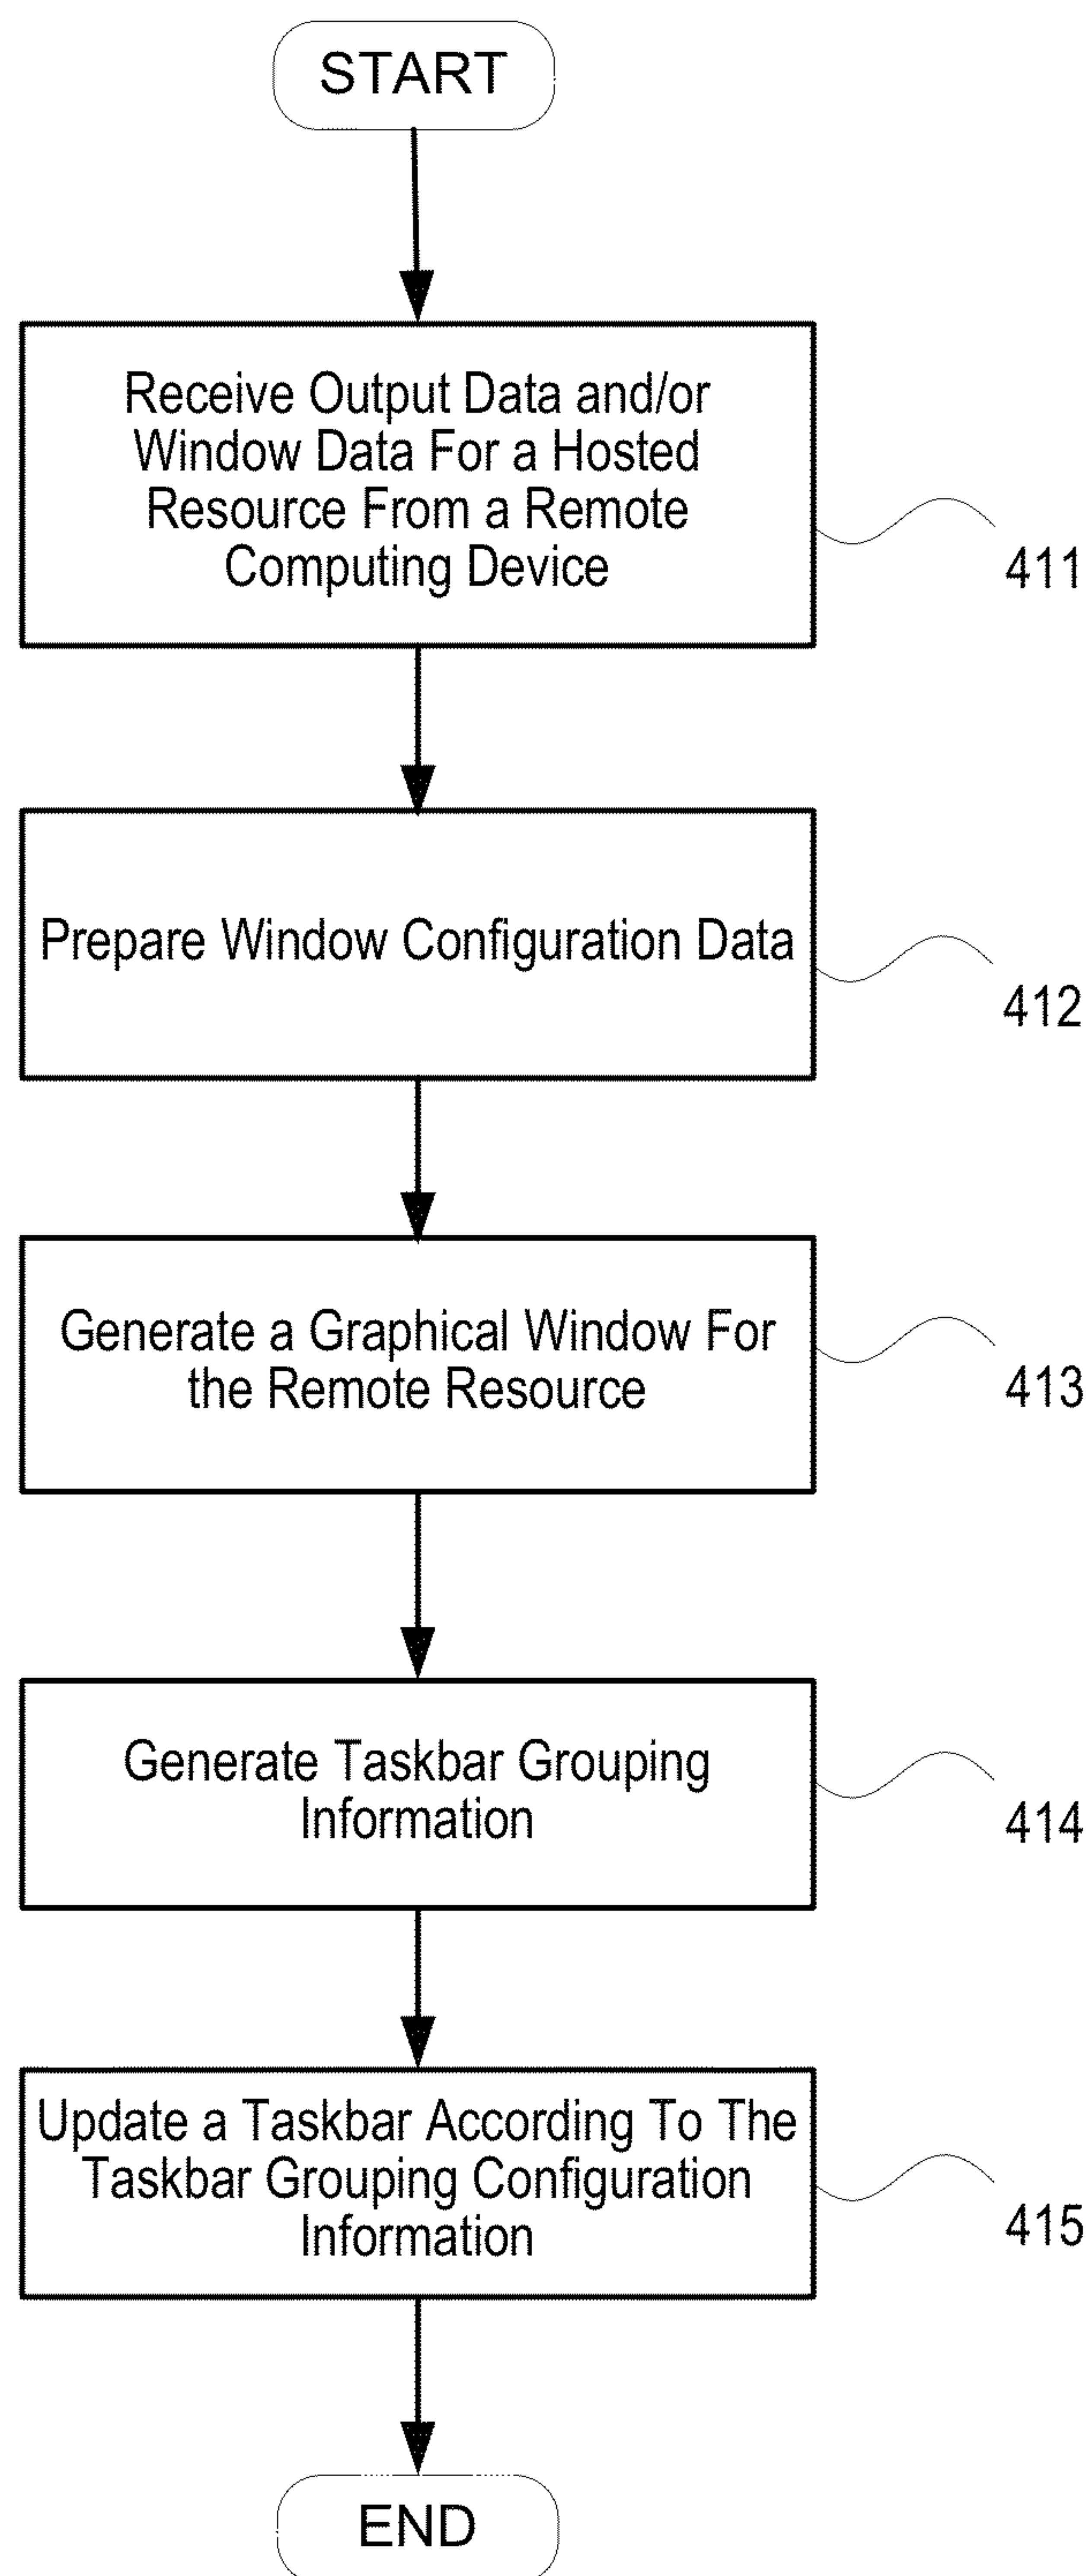 START
Receive Output Data and/or
Window Data For a Hosted
Resource From a Remote
Computing Device
411
Prepare Window Configuration Data
412
Generate a Graphical Window For
the Remote Resource
413
Generate Taskbar Grouping
Information
414
Update a Taskbar According To The
Taskbar Grouping Configuration
Information
415
END